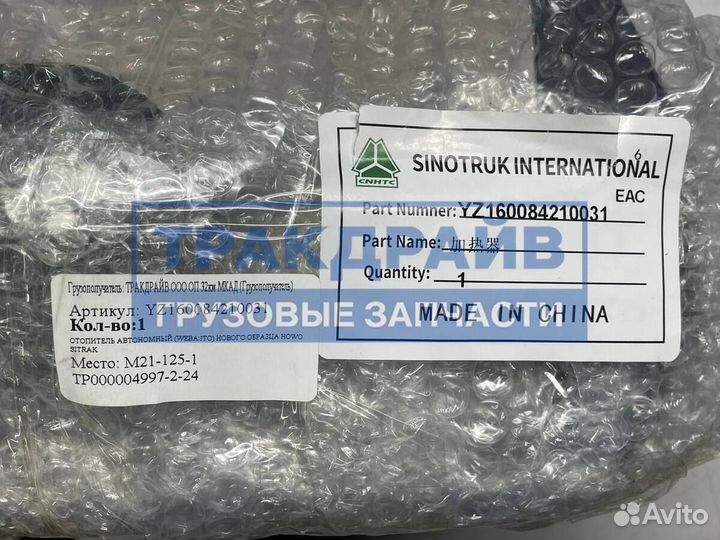 6
SINOTRUK INTERNATIONAL
CNHTC
EAC
Part Numner: YZ160084210031
Part Name: 加热器
Quantity: 1
MADE IN CHINA
ТРАКДРАЙВ
ГРУЗОВЫЕ ЗАПЧАСТИ
Грузополучатель: ТРАКДРАЙВ ООО ОП 32км МКАД (Грузополучатель)
Артикул: YZ160084210031
Кол-во:1
ОТОПИТЕЛЬ АВТОНОМНЫЙ (WEBASTO) НОВОГО ОБРАЗЦА HOWO
SITRAK
Место: М21-125-1
ТР000004997-2-24
Avito